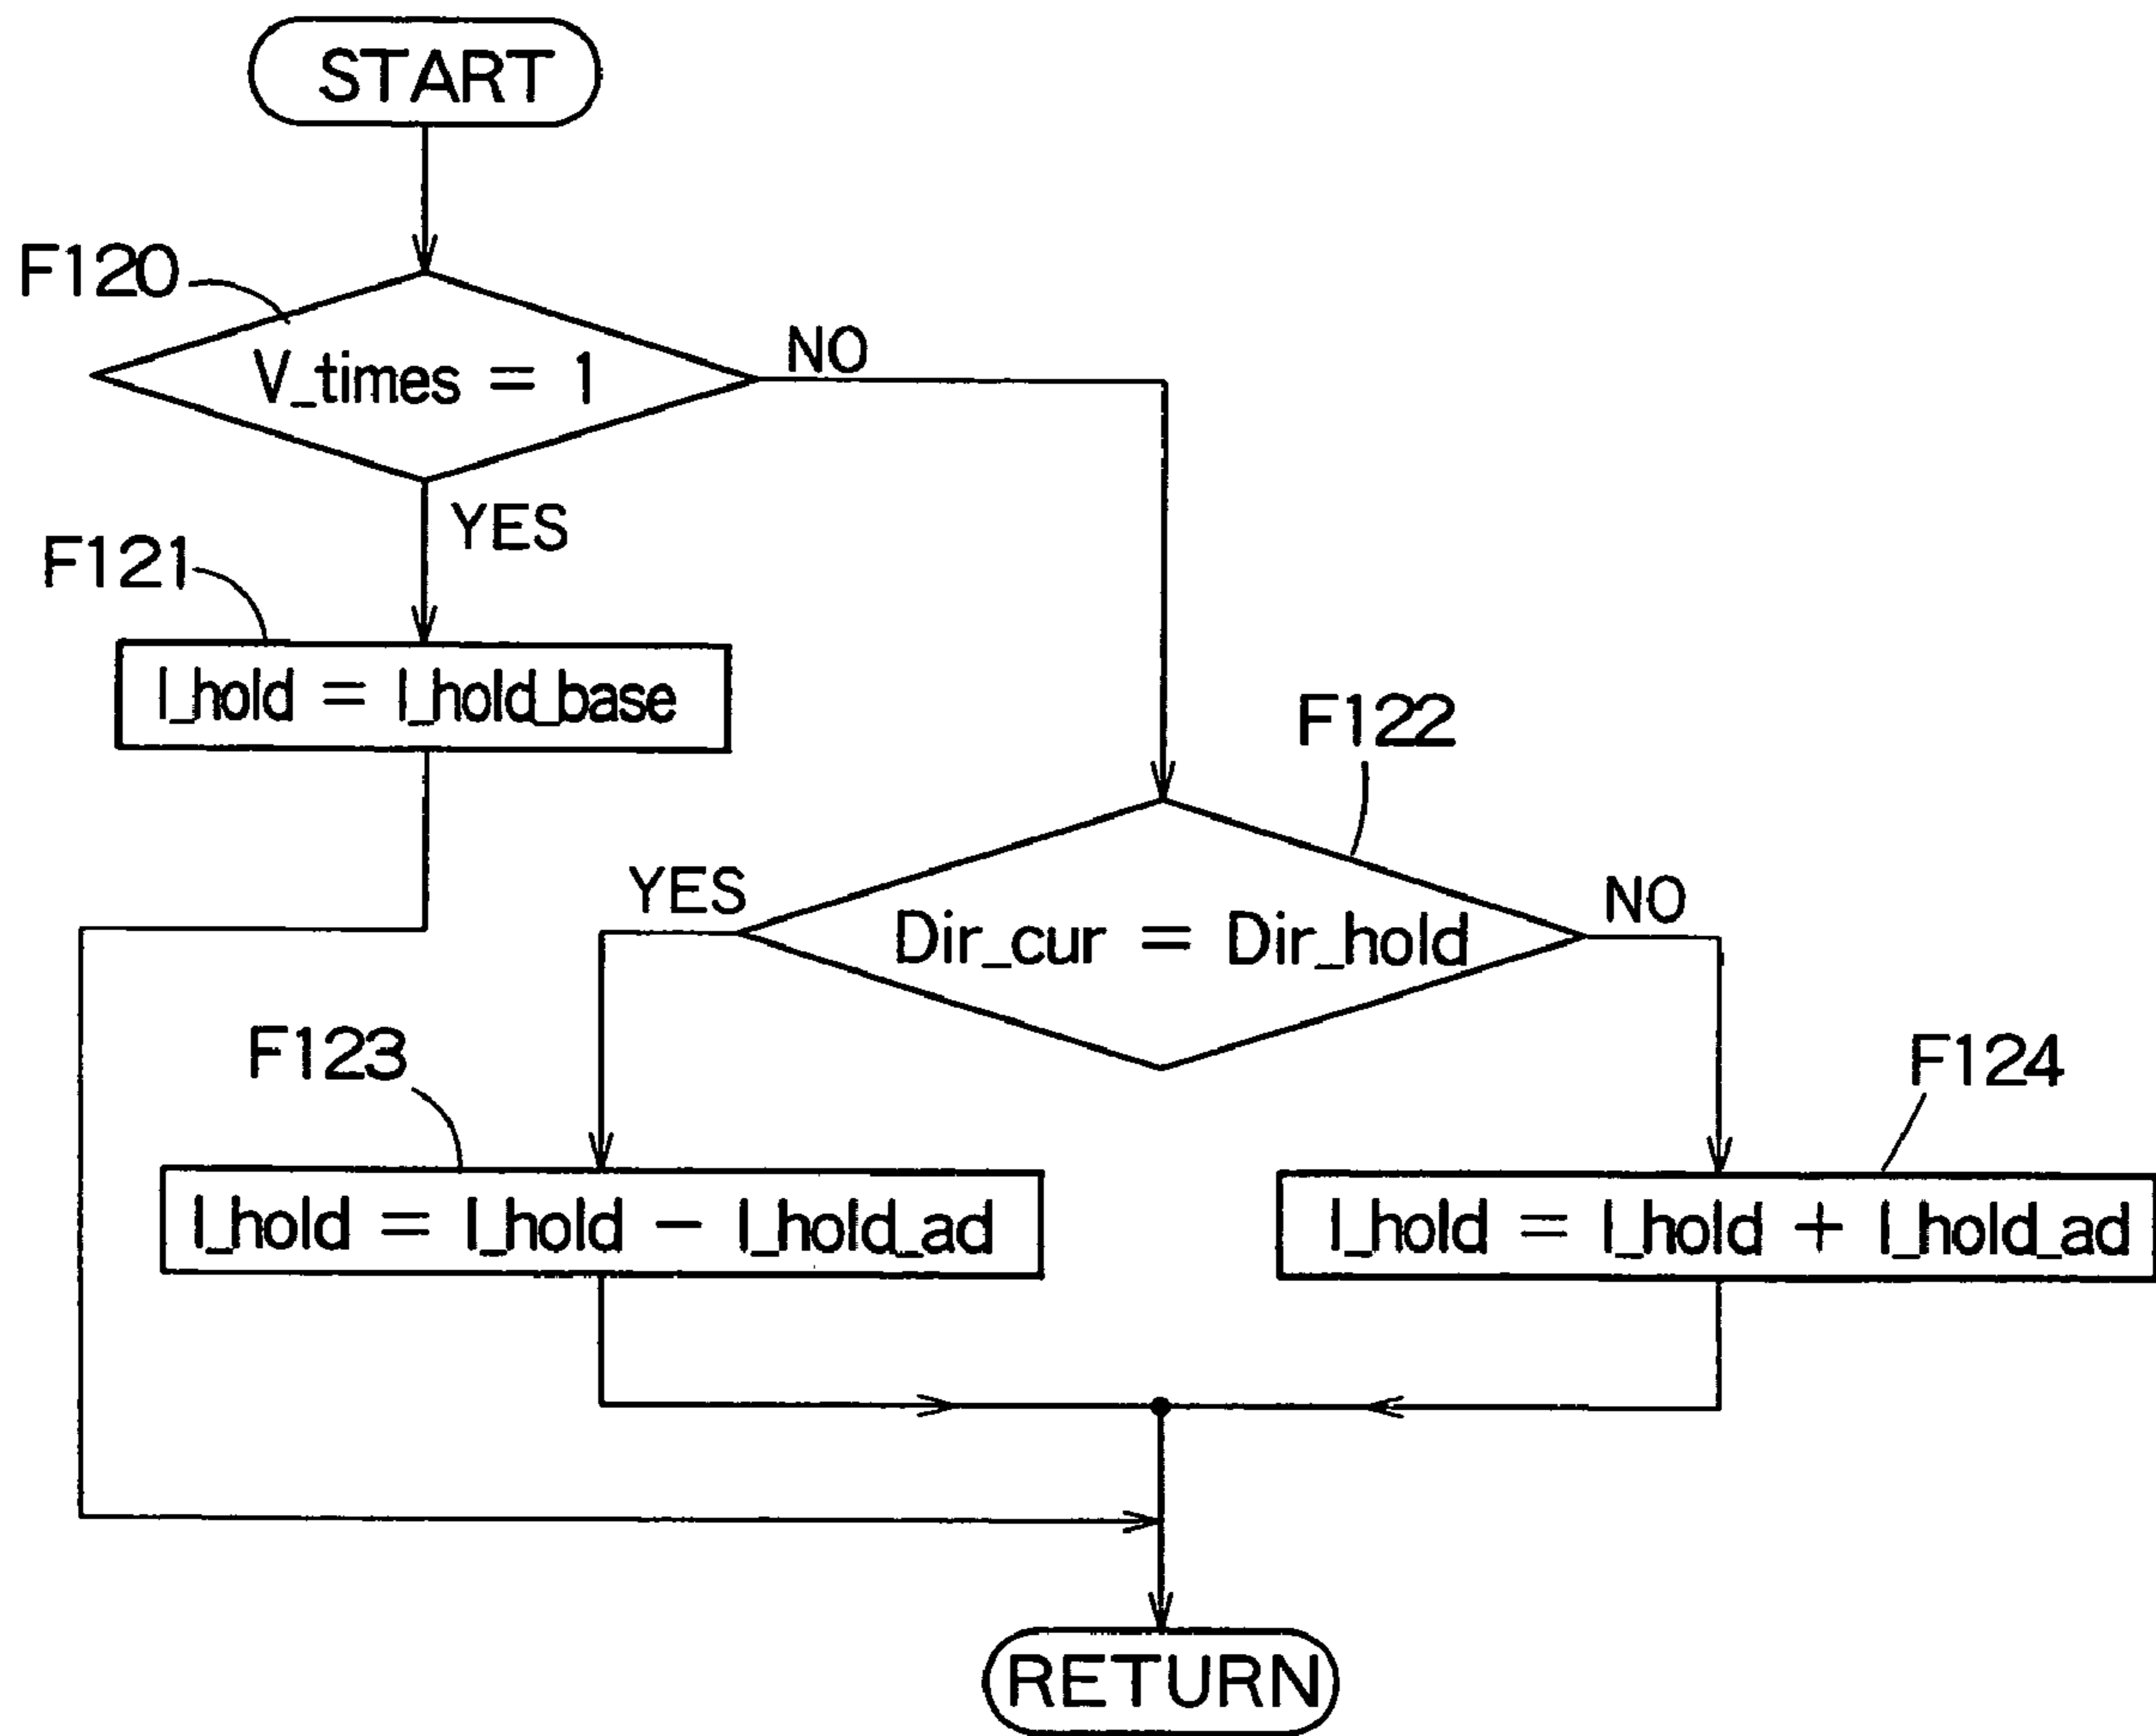 START
F120
V_times = 1
NO
YES
F121
I_hold = I_hold_base
F122
YES
Dir_cur = Dir_hold
NO
F123
F124
I_hold = I_hold - I_hold_ad
I_hold = I_hold + I_hold_ad
RETURN